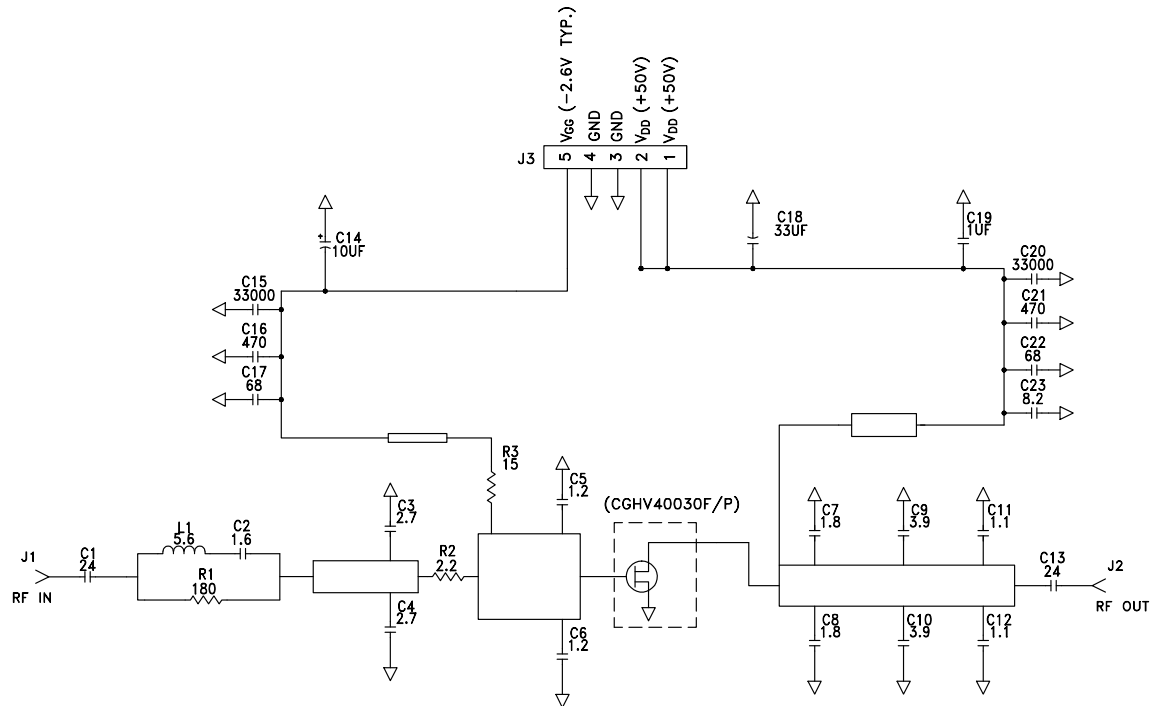 VGG (-2.6V TYP.)
GND
GND
VDD (+50V)
VDD (+50V)
J3
5
4
3
2
1
+
C14
10UF
C18
33UF
C19
1UF
C15
33000
C16
470
C17
68
C20
33000
C21
470
C22
68
C23
8.2
R3
15
C5
1.2
(CGHV40030F/P)
C3
2.7
C7
1.8
C9
3.9
C11
1.1
J1
RF IN
C1
24
L1
5.6
C2
1.6
R1
180
R2
2.2
C13
24
J2
RF OUT
C4
2.7
C6
1.2
C8
1.8
C10
3.9
C12
1.1